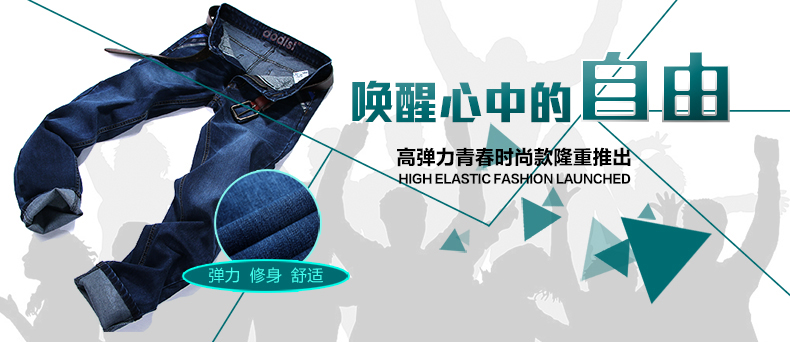 aodisi
唤醒心中的自由
高弹力青春时尚款隆重推出
HIGH ELASTIC FASHION LAUNCHED
弹力 修身 舒适